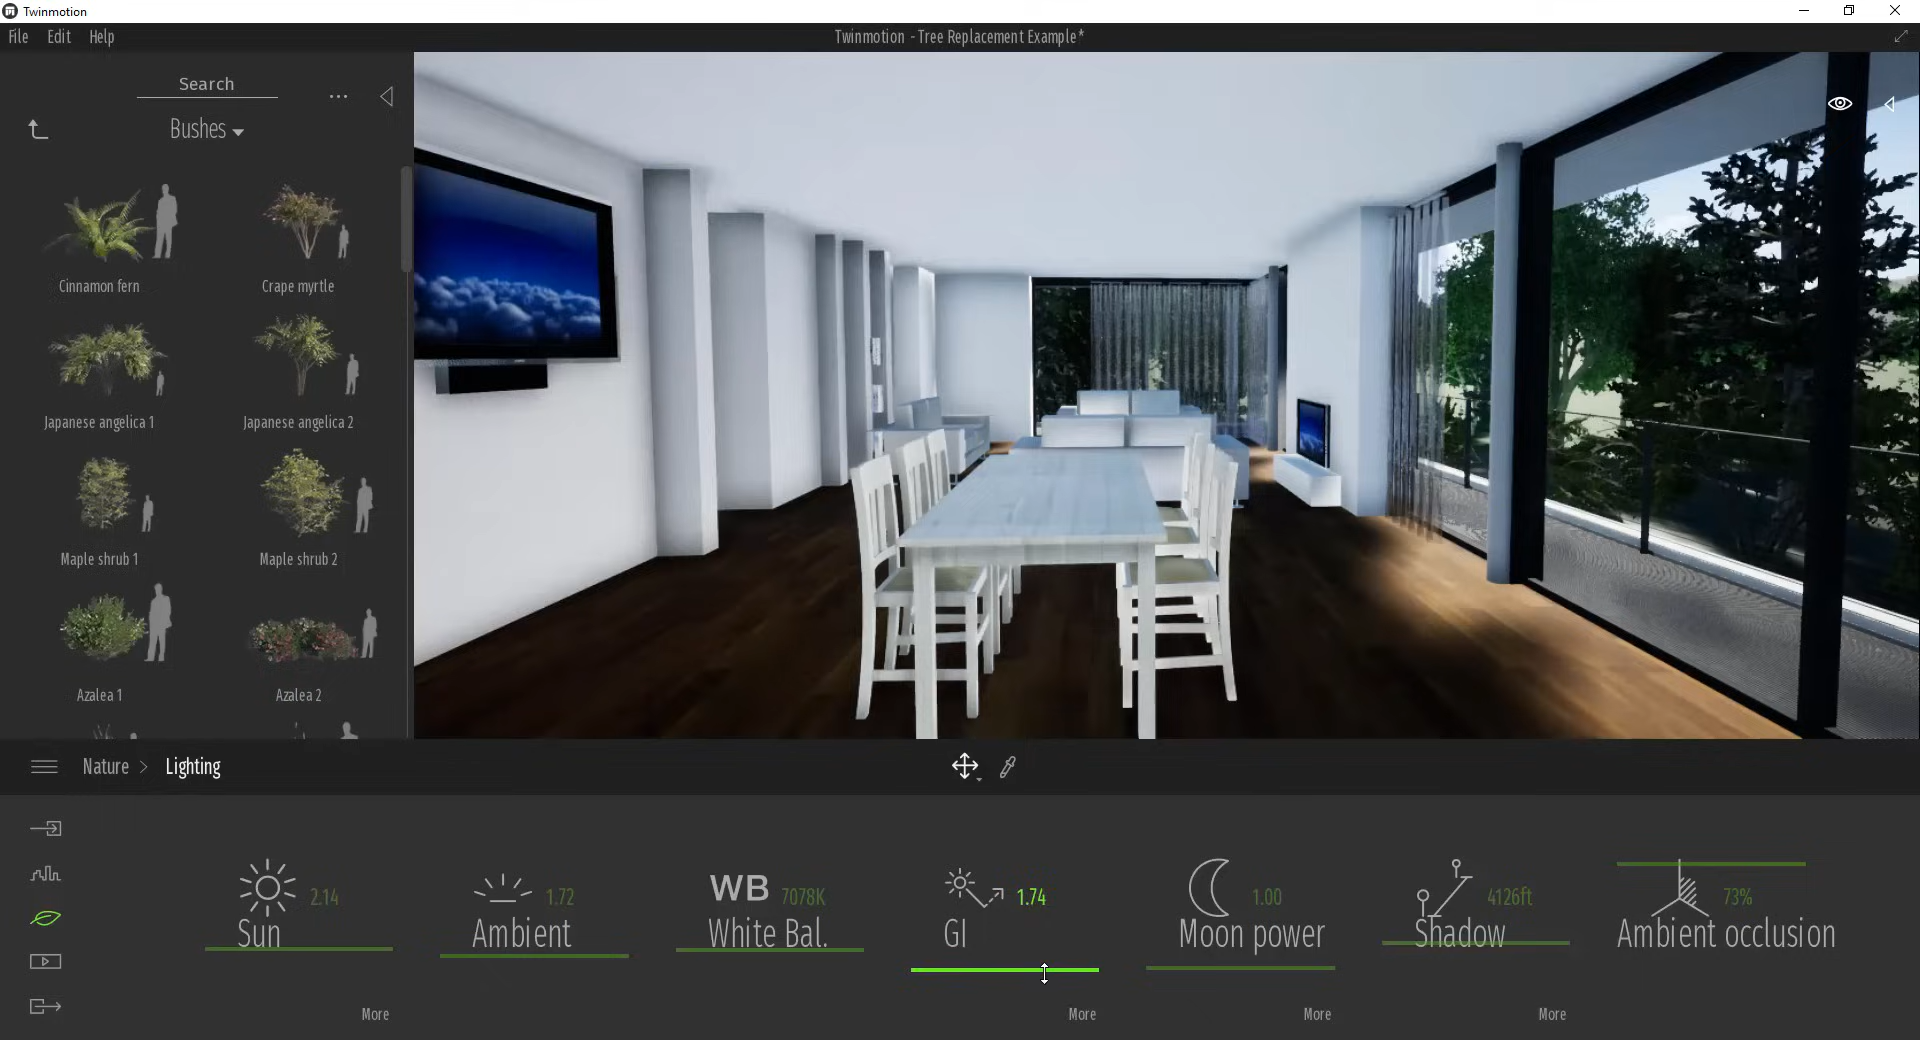 Twinmotion
File Edit Help
Twinmotion - Tree Replacement Example*
Search
...
Bushes
Cinnamon fern
Crape myrtle
Japanese angelica 1
Japanese angelica 2
Maple shrub 1
Maple shrub 2
Azalea 1
Azalea 2
Nature > Lighting
2.14
Sun
1.72
Ambient
WB 7078K
White Bal.
1.74
GI
1.00
Moon power
4126ft
Shadow
73%
Ambient occlusion
More
More
More
More